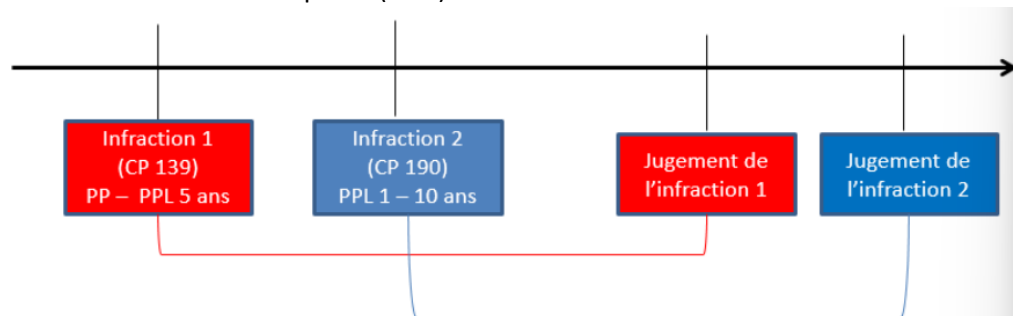 Infraction 1
(CP 139)
PP – PPL 5 ans
Infraction 2
(CP 190)
PPL 1 – 10 ans
Jugement de
l’infraction 1
Jugement de
l’infraction 2